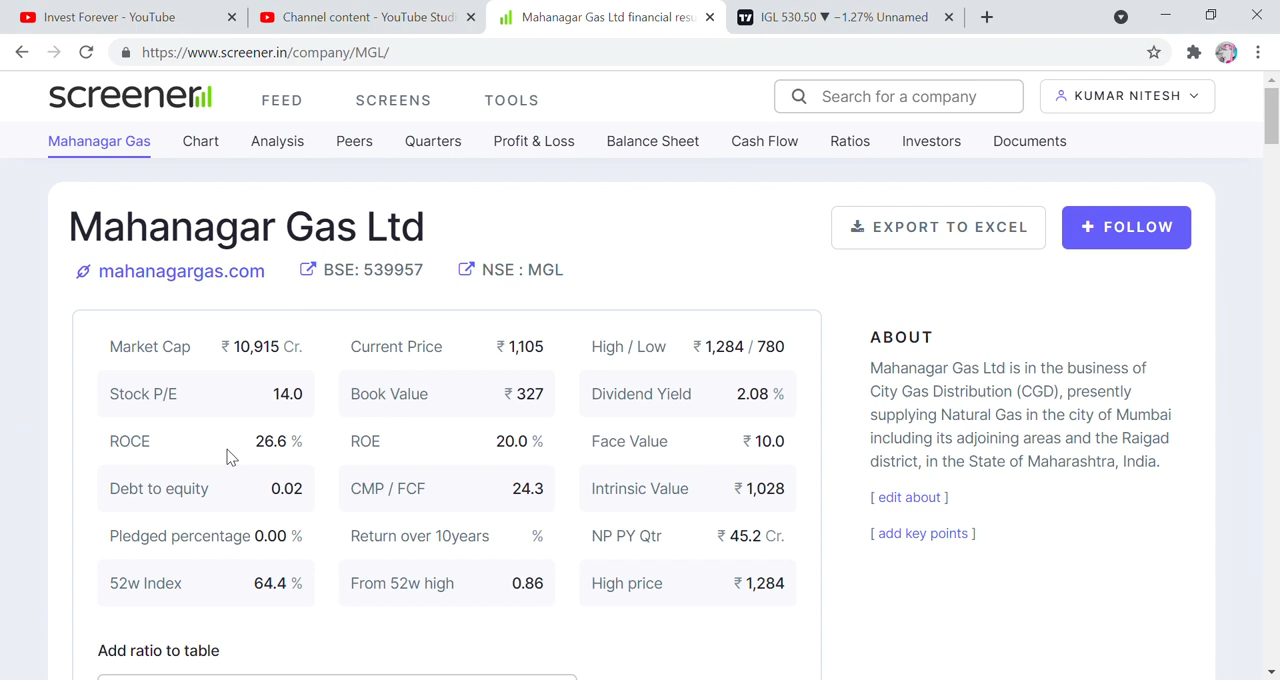 Invest Forever - YouTube
Channel content - YouTube Studi
Mahanagar Gas Ltd financial resu
IGL 530.50 ▼ −1.27% Unnamed
https://www.screener.in/company/MGL/
screener
FEED
SCREENS
TOOLS
Search for a company
KUMAR NITESH
Mahanagar Gas
Chart
Analysis
Peers
Quarters
Profit & Loss
Balance Sheet
Cash Flow
Ratios
Investors
Documents
Mahanagar Gas Ltd
EXPORT TO EXCEL
+ FOLLOW
mahanagargas.com
BSE: 539957
NSE : MGL
Market Cap ₹ 10,915 Cr.
Current Price ₹ 1,105
High / Low ₹ 1,284 / 780
Stock P/E 14.0
Book Value ₹ 327
Dividend Yield 2.08 %
ROCE 26.6 %
ROE 20.0 %
Face Value ₹ 10.0
Debt to equity 0.02
CMP / FCF 24.3
Intrinsic Value ₹ 1,028
Pledged percentage 0.00 %
Return over 10years %
NP PY Qtr ₹ 45.2 Cr.
52w Index 64.4 %
From 52w high 0.86
High price ₹ 1,284
Add ratio to table
ABOUT
Mahanagar Gas Ltd is in the business of
City Gas Distribution (CGD), presently
supplying Natural Gas in the city of Mumbai
including its adjoining areas and the Raigad
district, in the State of Maharashtra, India.
[ edit about ]
[ add key points ]